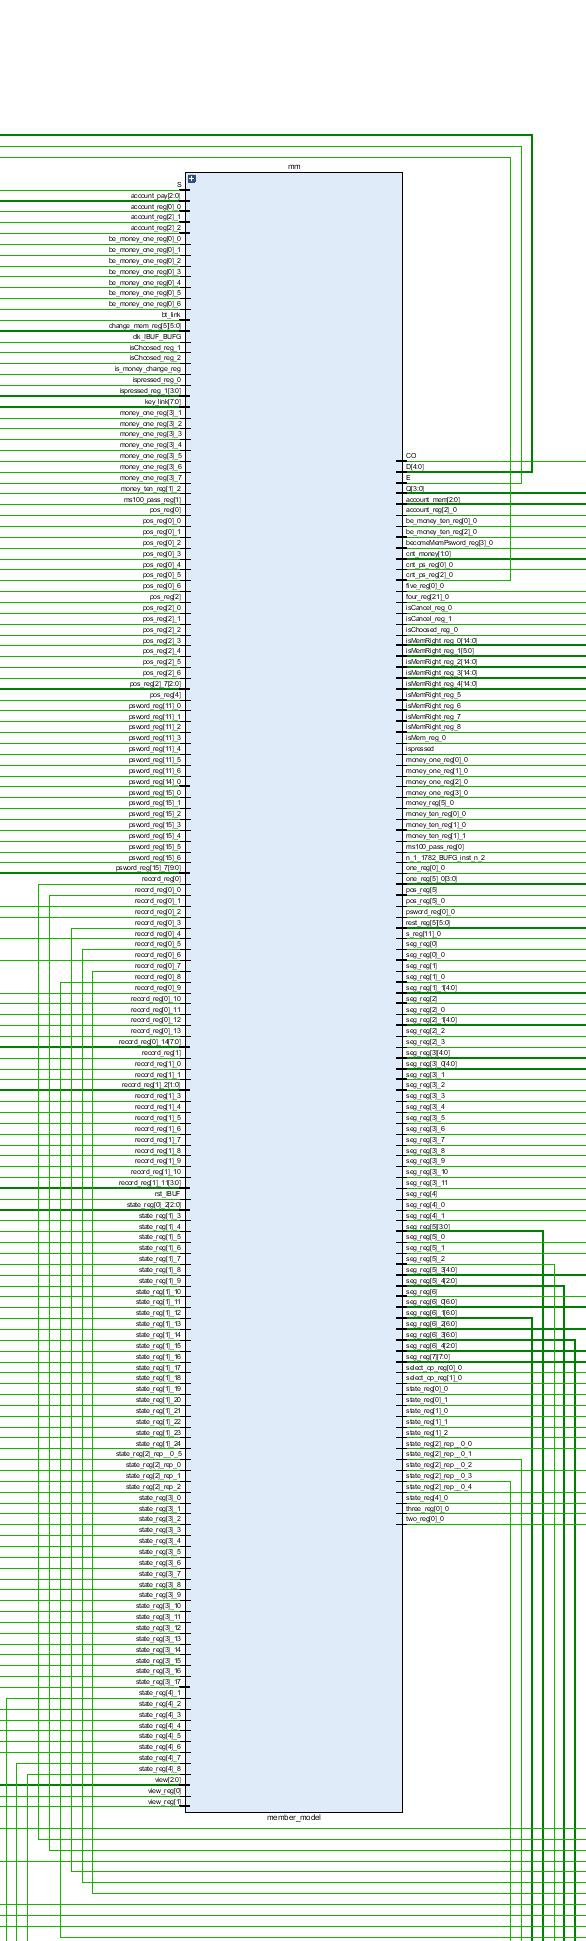 mm
S
account_pay[2:0]
account_reg[0]_0
account_reg[2]_1
account_reg[2]_2
be_money_one_reg[0]_0
be_money_one_reg[0]_1
be_money_one_reg[0]_2
be_money_one_reg[0]_3
be_money_one_reg[0]_4
be_money_one_reg[0]_5
be_money_one_reg[0]_6
bt_link
change_mem_reg[5][5:0]
clk_IBUF_BUFG
isChoosed_reg_1
isChoosed_reg_2
is_money_change_reg
ispressed_reg_0
ispressed_reg_1[3:0]
key_link[7:0]
money_one_reg[3]_1
money_one_reg[3]_2
money_one_reg[3]_3
money_one_reg[3]_4
money_one_reg[3]_5
money_one_reg[3]_6
money_one_reg[3]_7
money_ten_reg[1]_2
ms100_pass_reg[1]
pos_reg[0]
pos_reg[0]_0
pos_reg[0]_1
pos_reg[0]_2
pos_reg[0]_3
pos_reg[0]_4
pos_reg[0]_5
pos_reg[0]_6
pos_reg[2]
pos_reg[2]_0
pos_reg[2]_1
pos_reg[2]_2
pos_reg[2]_3
pos_reg[2]_4
pos_reg[2]_5
pos_reg[2]_6
pos_reg[2]_7[2:0]
pos_reg[4]
psword_reg[11]_0
psword_reg[11]_1
psword_reg[11]_2
psword_reg[11]_3
psword_reg[11]_4
psword_reg[11]_5
psword_reg[11]_6
psword_reg[14]_0
psword_reg[15]_0
psword_reg[15]_1
psword_reg[15]_2
psword_reg[15]_3
psword_reg[15]_4
psword_reg[15]_5
psword_reg[15]_6
psword_reg[15]_7[9:0]
record_reg[0]
record_reg[0]_0
record_reg[0]_1
record_reg[0]_2
record_reg[0]_3
record_reg[0]_4
record_reg[0]_5
record_reg[0]_6
record_reg[0]_7
record_reg[0]_8
record_reg[0]_9
record_reg[0]_10
record_reg[0]_11
record_reg[0]_12
record_reg[0]_13
record_reg[0]_14[7:0]
record_reg[1]
record_reg[1]_0
record_reg[1]_1
record_reg[1]_2[1:0]
record_reg[1]_3
record_reg[1]_4
record_reg[1]_5
record_reg[1]_6
record_reg[1]_7
record_reg[1]_8
record_reg[1]_9
record_reg[1]_10
record_reg[1]_11[3:0]
rst_IBUF
state_reg[0]_2[2:0]
state_reg[1]_3
state_reg[1]_4
state_reg[1]_5
state_reg[1]_6
state_reg[1]_7
state_reg[1]_8
state_reg[1]_9
state_reg[1]_10
state_reg[1]_11
state_reg[1]_12
state_reg[1]_13
state_reg[1]_14
state_reg[1]_15
state_reg[1]_16
state_reg[1]_17
state_reg[1]_18
state_reg[1]_19
state_reg[1]_20
state_reg[1]_21
state_reg[1]_22
state_reg[1]_23
state_reg[1]_24
state_reg[2]_rep__0_5
state_reg[2]_rep_0
state_reg[2]_rep_1
state_reg[2]_rep_2
state_reg[3]_0
state_reg[3]_1
state_reg[3]_2
state_reg[3]_3
state_reg[3]_4
state_reg[3]_5
state_reg[3]_6
state_reg[3]_7
state_reg[3]_8
state_reg[3]_9
state_reg[3]_10
state_reg[3]_11
state_reg[3]_12
state_reg[3]_13
state_reg[3]_14
state_reg[3]_15
state_reg[3]_16
state_reg[3]_17
state_reg[4]_1
state_reg[4]_2
state_reg[4]_3
state_reg[4]_4
state_reg[4]_5
state_reg[4]_6
state_reg[4]_7
state_reg[4]_8
view[2:0]
view_reg[0]
view_reg[1]
CO
D[4:0]
E
Q[3:0]
account_mem[2:0]
account_reg[2]_0
be_money_ten_reg[0]_0
be_money_ten_reg[2]_0
becomeMemPsword_reg[3]_0
cnt_money[1:0]
cnt_ps_reg[0]_0
cnt_ps_reg[2]_0
five_reg[0]_0
four_reg[21]_0
isCancel_reg_0
isCancel_reg_1
isChoosed_reg_0
isMemRight_reg_0[14:0]
isMemRight_reg_1[5:0]
isMemRight_reg_2[14:0]
isMemRight_reg_3[14:0]
isMemRight_reg_4[14:0]
isMemRight_reg_5
isMemRight_reg_6
isMemRight_reg_7
isMemRight_reg_8
isMem_reg_0
ispressed
money_one_reg[0]_0
money_one_reg[1]_0
money_one_reg[2]_0
money_one_reg[3]_0
money_reg[5]_0
money_ten_reg[0]_0
money_ten_reg[1]_0
money_ten_reg[1]_1
ms100_pass_reg[0]
n_1_1782_BUFG_inst_n_2
one_reg[0]_0
one_reg[5]_0[3:0]
pos_reg[5]
pos_reg[5]_0
psword_reg[0]_0
rest_reg[5][5:0]
s_reg[11]_0
seg_reg[0]
seg_reg[0]_0
seg_reg[1]
seg_reg[1]_0
seg_reg[1]_1[4:0]
seg_reg[2]
seg_reg[2]_0
seg_reg[2]_1[4:0]
seg_reg[2]_2
seg_reg[2]_3
seg_reg[3][4:0]
seg_reg[3]_0[4:0]
seg_reg[3]_1
seg_reg[3]_2
seg_reg[3]_3
seg_reg[3]_4
seg_reg[3]_5
seg_reg[3]_6
seg_reg[3]_7
seg_reg[3]_8
seg_reg[3]_9
seg_reg[3]_10
seg_reg[3]_11
seg_reg[4]
seg_reg[4]_0
seg_reg[4]_1
seg_reg[5][3:0]
seg_reg[5]_0
seg_reg[5]_1
seg_reg[5]_2
seg_reg[5]_3[4:0]
seg_reg[5]_4[2:0]
seg_reg[6]
seg_reg[6]_0[6:0]
seg_reg[6]_1[6:0]
seg_reg[6]_2[6:0]
seg_reg[6]_3[6:0]
seg_reg[6]_4[2:0]
seg_reg[7][7:0]
select_cp_reg[0]_0
select_cp_reg[1]_0
state_reg[0]_0
state_reg[0]_1
state_reg[1]_0
state_reg[1]_1
state_reg[1]_2
state_reg[2]_rep__0_0
state_reg[2]_rep__0_1
state_reg[2]_rep__0_2
state_reg[2]_rep__0_3
state_reg[2]_rep__0_4
state_reg[4]_0
three_reg[0]_0
two_reg[0]_0
member_model